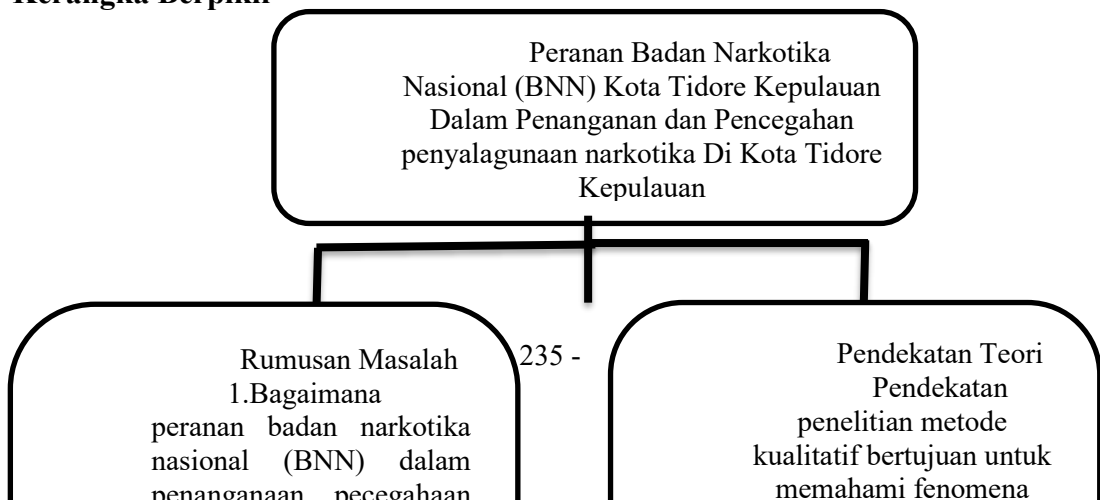 Kerangka Berpikir
Peranan Badan Narkotika
Nasional (BNN) Kota Tidore Kepulauan
Dalam Penanganan dan Pencegahan
penyalagunaan narkotika Di Kota Tidore
Kepulauan
Rumusan Masalah
1.Bagaimana
peranan badan narkotika
nasional (BNN) dalam
penanganaan pecegahaan
235 -
Pendekatan Teori
Pendekatan
penelitian metode
kualitatif bertujuan untuk
memahami fenomena